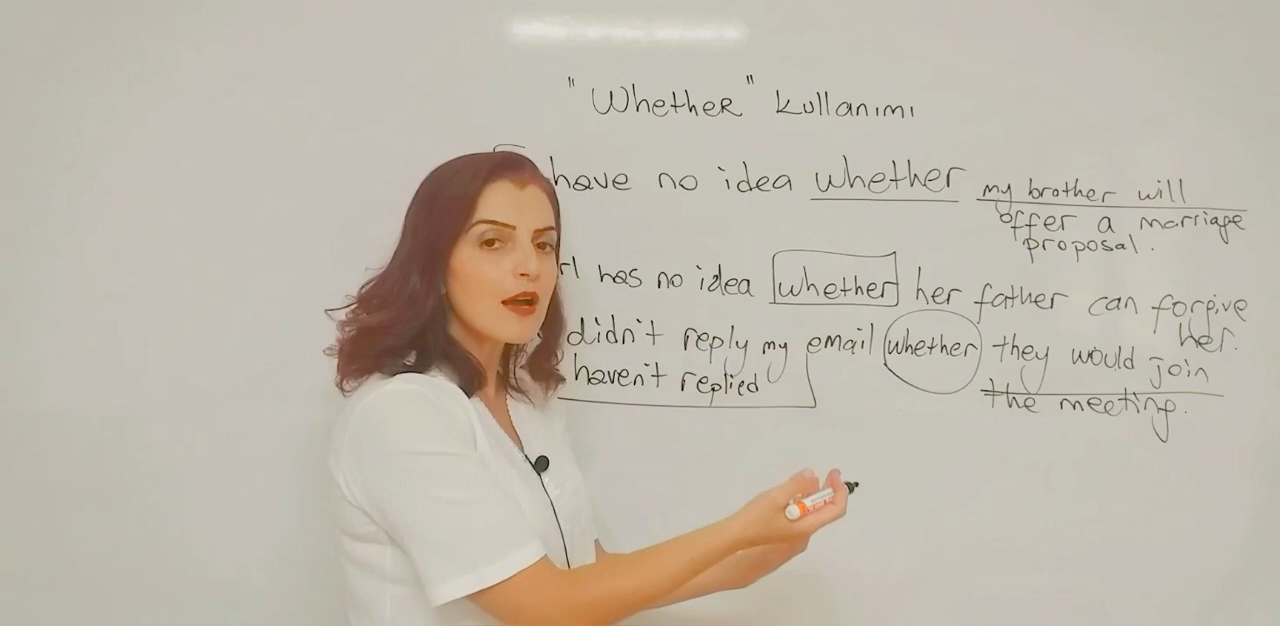 "Whether" kullanımı
have no idea whether my brother will
offer a marriage
proposal.
has no idea whether her father can forgive
her.
didn't reply my email whether they would join
haven't replied
the meeting.